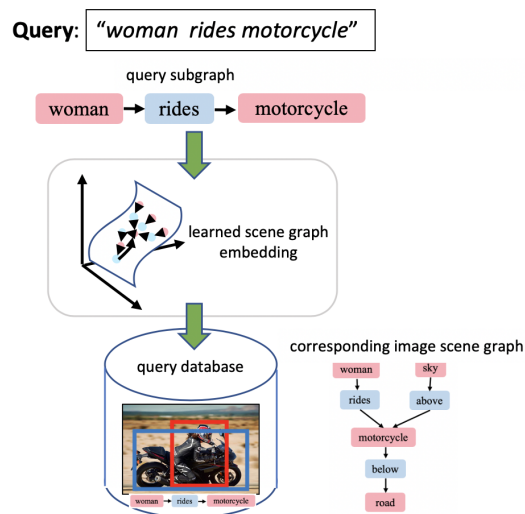 Query: “woman rides motorcycle”
query subgraph
woman rides motorcycle
learned scene graph
embedding
query database
corresponding image scene graph
woman sky
rides above
motorcycle
below
road
woman rides motorcycle